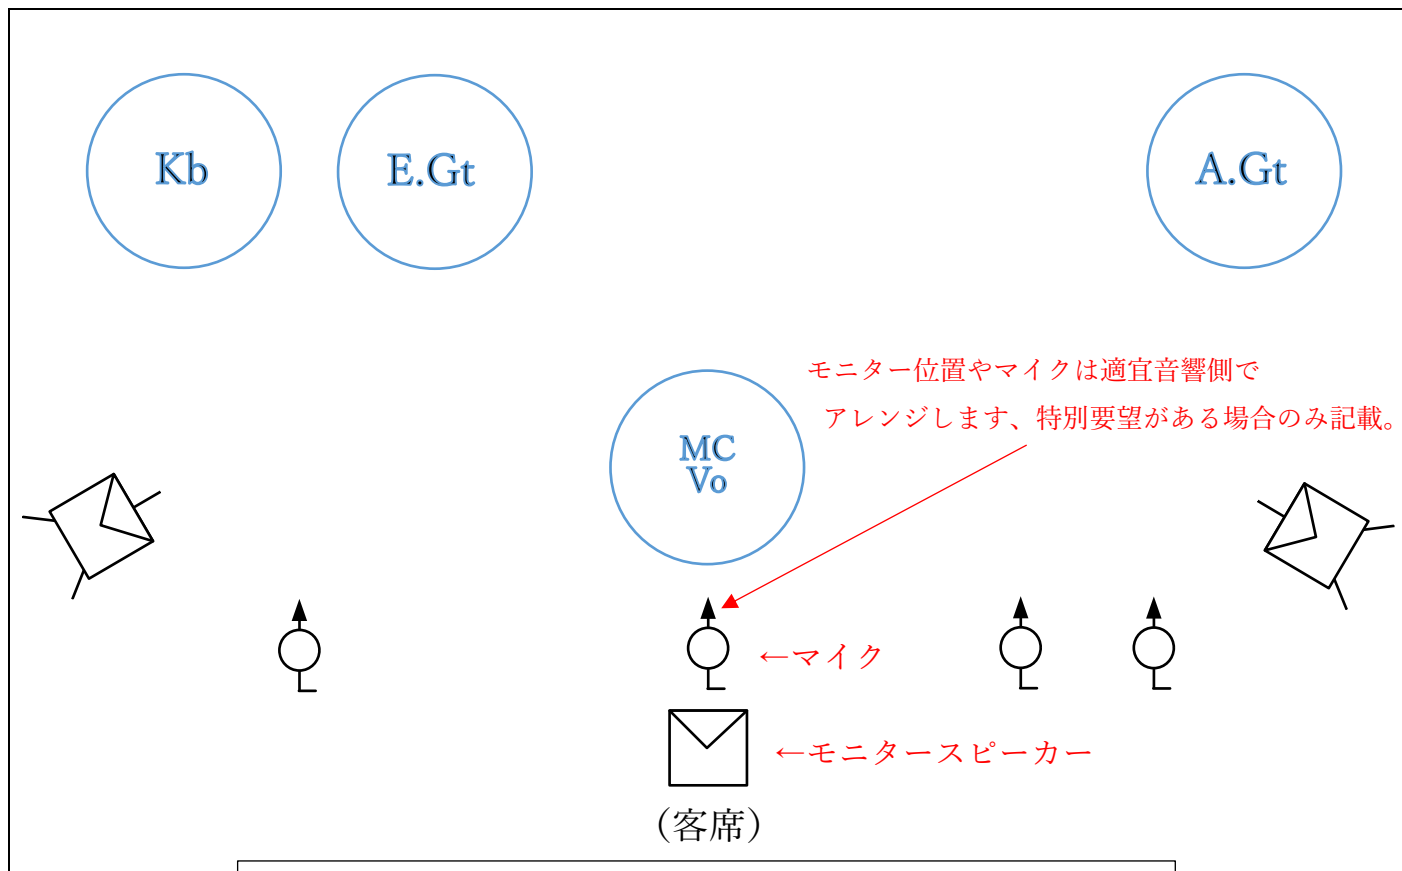 Kb
E.Gt
A.Gt
モニター位置やマイクは適宜音響側で
アレンジします、特別要望がある場合のみ記載。
MC
Vo
←マイク
←モニタースピーカー
（客席）